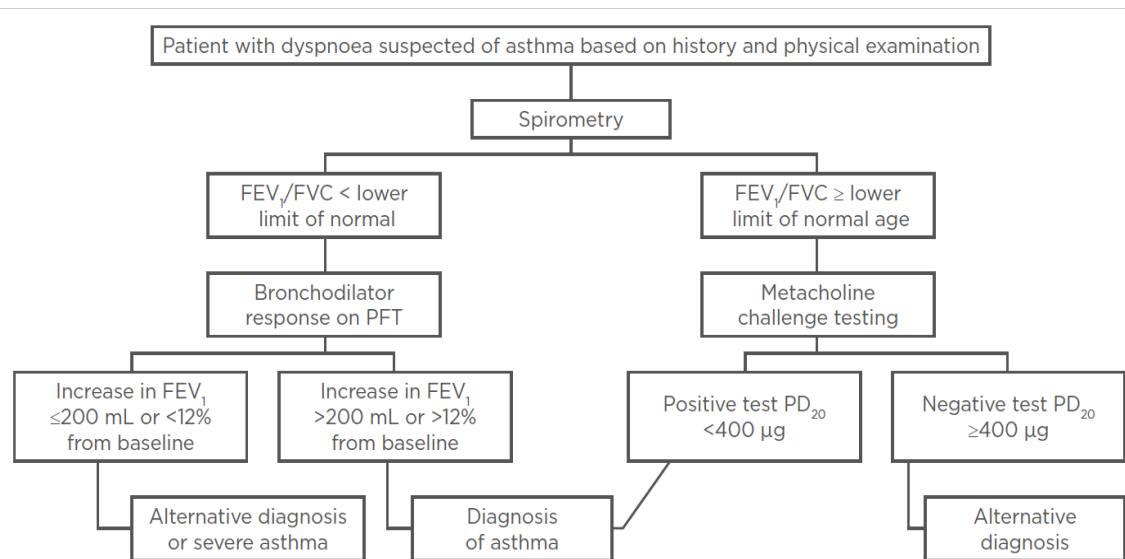 Patient with dyspnoea suspected of asthma based on history and physical examination
Spirometry
FEV₁/FVC < lower
limit of normal
FEV₁/FVC ≥ lower
limit of normal age
Bronchodilator
response on PFT
Metacholine
challenge testing
Increase in FEV₁
≤200 mL or <12%
from baseline
Increase in FEV₁
>200 mL or >12%
from baseline
Positive test PD₂₀
<400 µg
Negative test PD₂₀
≥400 µg
Alternative diagnosis
or severe asthma
Diagnosis
of asthma
Alternative
diagnosis